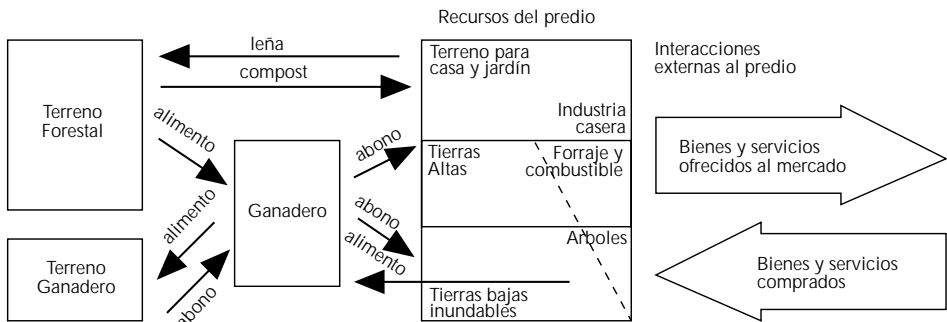 Recursos del predio
leña
compost
Terreno
Forestal
Terreno para
casa y jardín
Industria
casera
Interacciones
externas al predio
alimento
abono
Tierras
Altas
Forraje y
combustible
Bienes y servicios
ofrecidos al mercado
Ganadero
alimento
abono
alimento
Arboles
Terreno
Ganadero
abono
Tierras bajas
inundables
Bienes y servicios
comprados